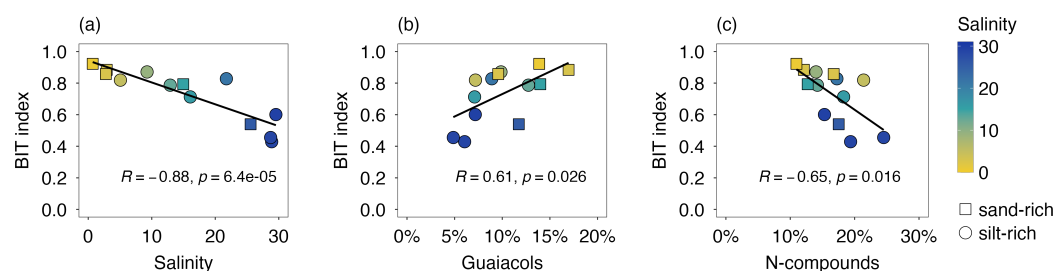 (a)
(b)
(c)
BIT index
1.0
0.8
0.6
0.4
0.2
0.0
R = −0.88, p = 6.4e-05
0
10
20
30
Salinity
BIT index
1.0
0.8
0.6
0.4
0.2
0.0
R = 0.61, p = 0.026
0%
5%
10%
15%
20%
Guaiacols
BIT index
1.0
0.8
0.6
0.4
0.2
0.0
R = −0.65, p = 0.016
0%
10%
20%
30%
N-compounds
Salinity
30
20
10
0
sand-rich
silt-rich